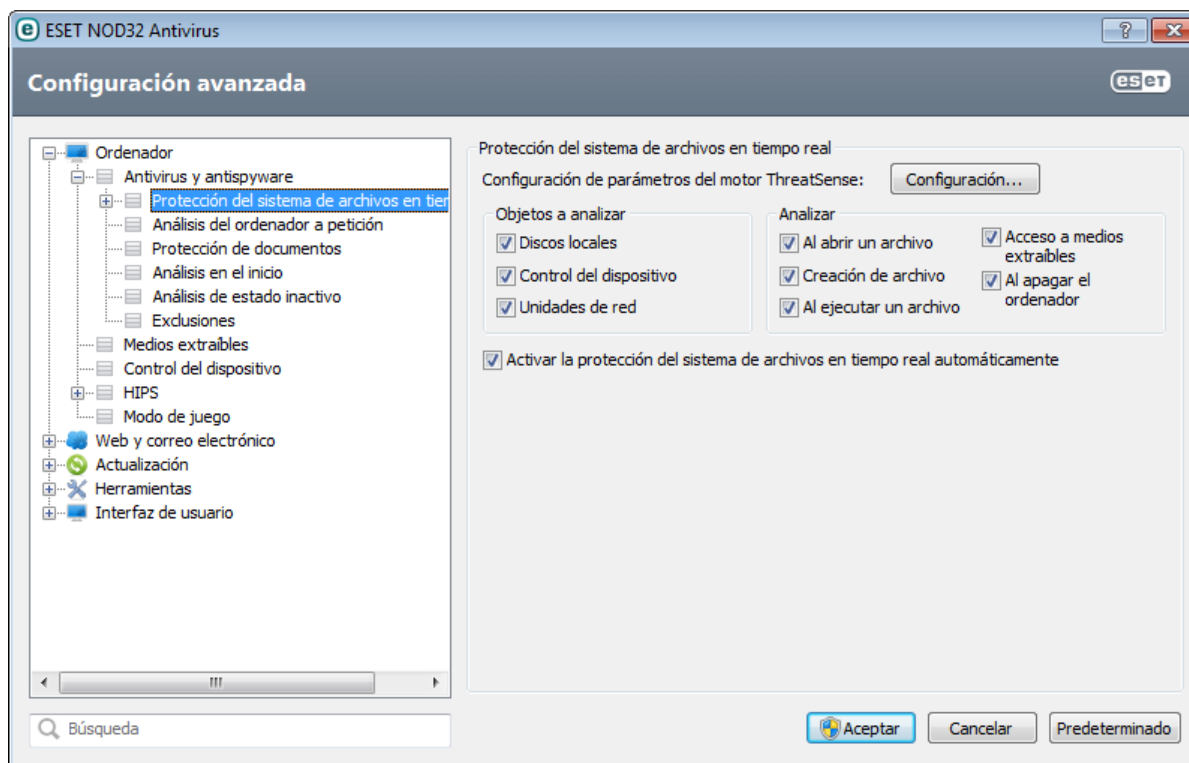 ESET NOD32 Antivirus
Configuración avanzada
eset
Ordenador
Antivirus y antispyware
Protección del sistema de archivos en tier
Análisis del ordenador a petición
Protección de documentos
Análisis en el inicio
Análisis de estado inactivo
Exclusiones
Medios extraíbles
Control del dispositivo
HIPS
Modo de juego
Web y correo electrónico
Actualización
Herramientas
Interfaz de usuario
Búsqueda
Protección del sistema de archivos en tiempo real
Configuración de parámetros del motor ThreatSense:
Configuración...
Objetos a analizar
Discos locales
Control del dispositivo
Unidades de red
Analizar
Al abrir un archivo
Creación de archivo
Al ejecutar un archivo
Acceso a medios
extraíbles
Al apagar el
ordenador
Activar la protección del sistema de archivos en tiempo real automáticamente
Aceptar
Cancelar
Predeterminado